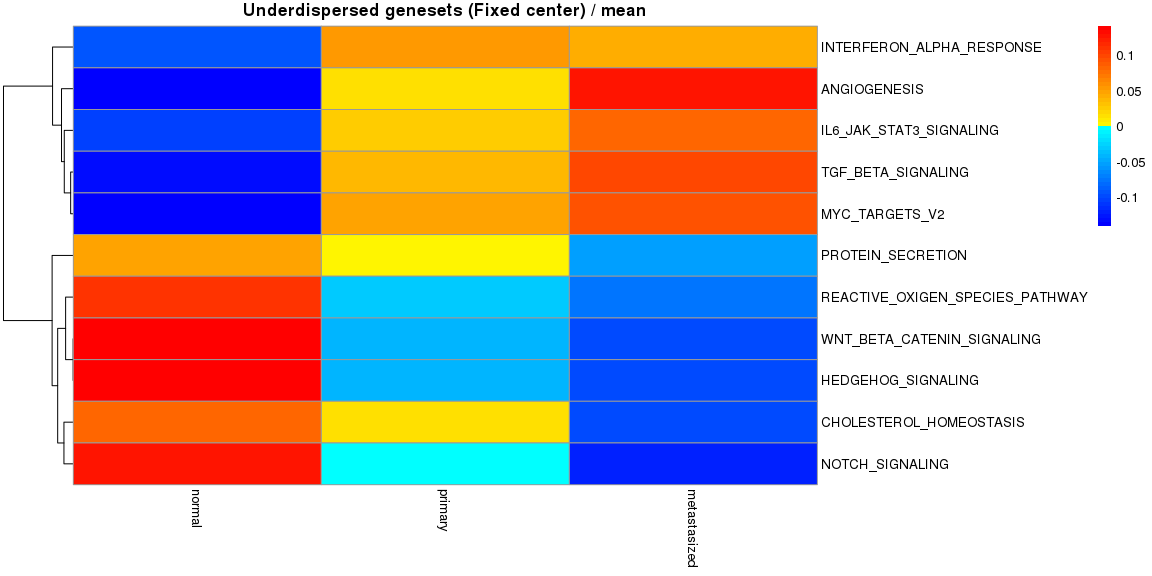 Underdispersed genesets (Fixed center) / mean
INTERFERON_ALPHA_RESPONSE
ANGIOGENESIS
IL6_JAK_STAT3_SIGNALING
TGF_BETA_SIGNALING
MYC_TARGETS_V2
PROTEIN_SECRETION
REACTIVE_OXIGEN_SPECIES_PATHWAY
WNT_BETA_CATENIN_SIGNALING
HEDGEHOG_SIGNALING
CHOLESTEROL_HOMEOSTASIS
NOTCH_SIGNALING
normal
primary
metastasized
0.1
0.05
0
-0.05
-0.1